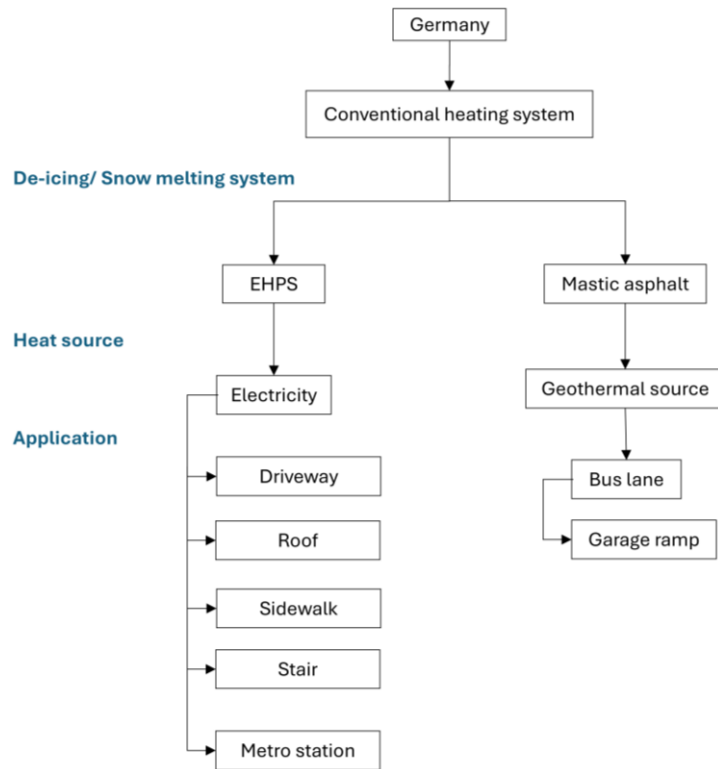 Germany
Conventional heating system
De-icing/ Snow melting system
EHPS
Mastic asphalt
Heat source
Electricity
Geothermal source
Application
Driveway
Bus lane
Roof
Garage ramp
Sidewalk
Stair
Metro station